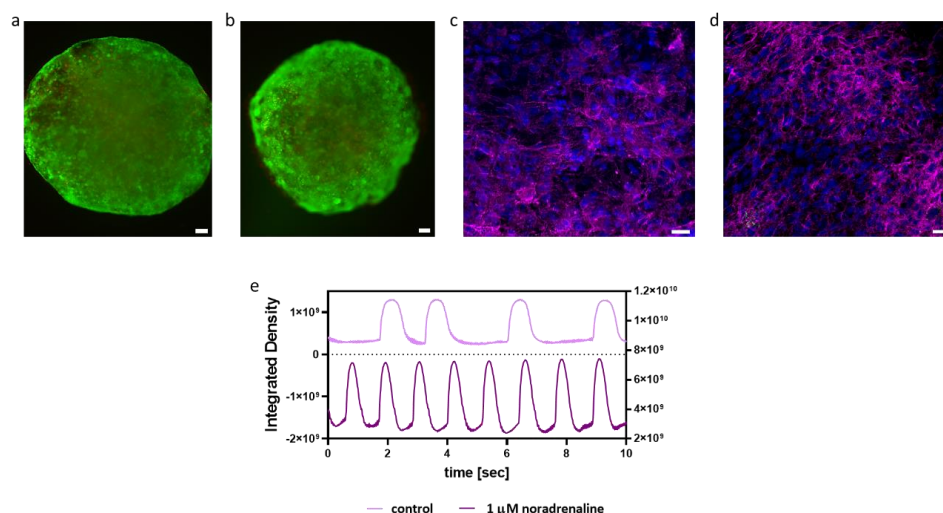 a
b
c
d
e
Integrated Density
1×10⁹
0
-1×10⁹
-2×10⁹
1.2×10¹⁰
1×10¹⁰
8×10⁹
6×10⁹
4×10⁹
2×10⁹
0 2 4 6 8 10
time [sec]
control 1 μM noradrenaline